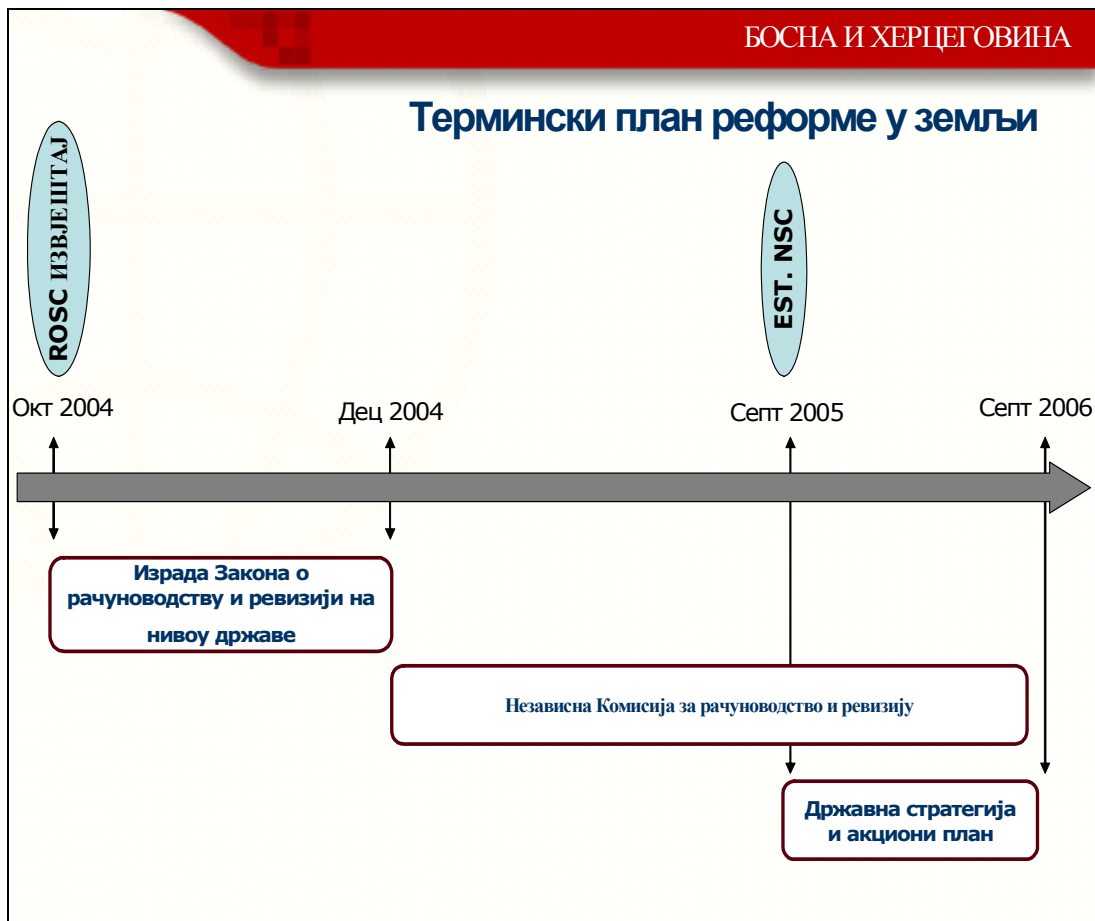 БОСНА И ХЕРЦЕГОВИНА
Термински план реформе у земљи
ROSC ИЗВЈЕШТАЈ
EST. NSC
Окт 2004
Дец 2004
Септ 2005
Септ 2006
Израда Закона о
рачуноводству и ревизији на
нивоу државе
Независна Комисија за рачуноводство и ревизију
Државна стратегија
и акциони план